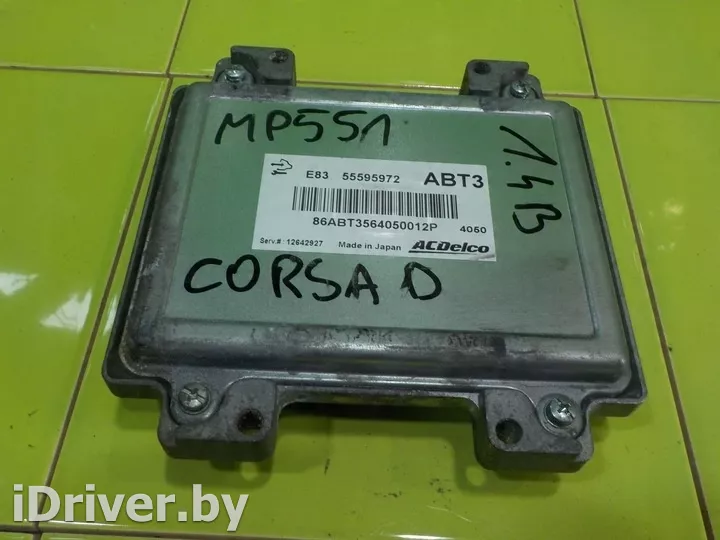 MP551
1.4B
E83 55595972 ABT3
86ABT3564050012P 4050
Serv.#: 12642927 Made in Japan ACDelco
CORSA D
iDriver.by